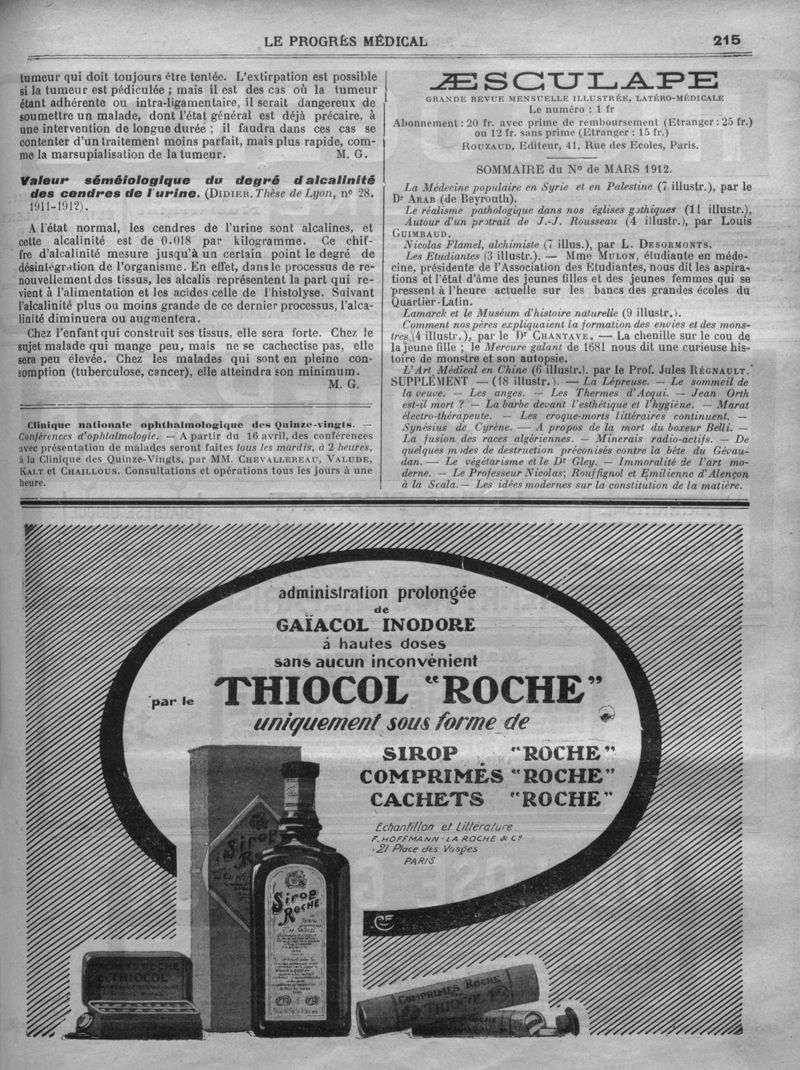 LE PROGRÈS MÉDICAL
215
tumeur qui doit toujours être tentée. L'extirpation est possible
si la tumeur est pédiculée ; mais il est des cas où la tumeur
étant adhérente ou intra-ligamentaire, il serait dangereux de
soumettre un malade, dont l'état général est déjà précaire, à
une intervention de longue durée ; il faudra dans ces cas se
contenter d'un traitement moins parfait, mais plus rapide, com-
me la marsupialisation de la tumeur. M. G.
Valeur séméiologique du degré d'alcalinité
des cendres de l'urine. (DIDIER. Thèse de Lyon, n° 28.
1911-1912).
A l'état normal, les cendres de l'urine sont alcalines, et
cette alcalinité est de 0.018 par kilogramme. Ce chif-
fre d'alcalinité mesure jusqu'à un certain point le degré de
désintégration de l'organisme. En effet, dans le processus de re-
nouvellement des tissus, les alcalis représentent la part qui re-
vient à l'alimentation et les acides celle de l'histolyse. Suivant
l'alcalinité plus ou moins grande de ce dernier processus, l'alca-
linité diminuera ou augmentera.
Chez l'enfant qui construit ses tissus, elle sera forte. Chez le
sujet malade qui mange peu, mais ne se cachectise pas, elle
sera peu élevée. Chez les malades qui sont en pleine con-
somption (tuberculose, cancer), elle atteindra son minimum.
M. G.
Clinique nationale ophthalmologique des Quinze-vingts. —
Conférences d'ophtalmologie. — A partir du 16 avril, des conférences
avec présentation de malades seront faites tous les mardis, à 2 heures,
à la Clinique des Quinze-Vingts, par MM. CHEVALLEREAU, VALUDE,
KALT et CHAILLOUS. Consultations et opérations tous les jours à une
heure.
ÆSCULAPE
GRANDE REVUE MENSUELLE ILLUSTRÉE, LATÉRO-MÉDICALE
Le numéro : 1 fr
Abonnement : 20 fr. avec prime de remboursement (Etranger : 25 fr.)
ou 12 fr. sans prime (Etranger : 15 fr.)
ROUZAUD, Editeur, 41, Rue des Ecoles, Paris.
SOMMAIRE du N° de MARS 1912.
La Médecine populaire en Syrie et en Palestine (7 illustr.), par le
Dr ARAB (de Beyrouth).
Le réalisme pathologique dans nos églises gothiques (11 illustr.),
Autour d'un protrait de J.-J. Rousseau (4 illustr.), par Louis
GUIMBAUD.
Nicolas Flamel, alchimiste (7 illus.), par L. DESORMONTS.
Les Etudiantes (3 illustr.). — Mme MULON, étudiante en méde-
cine, présidente de l'Association des Etudiantes, nous dit les aspira-
tions et l'état d'âme des jeunes filles et des jeunes femmes qui se
pressent à l'heure actuelle sur les bancs des grandes écoles du
Quartier-Latin.
Lamarck et le Muséum d'histoire naturelle (9 illustr.).
Comment nos pères expliquaient la formation des envies et des mons-
tres (4 illustr.), par le Dr CHANTAVE. — La chenille sur le cou de
la jeune fille ; le Mercure galant de 1681 nous dit une curieuse his-
toire de monstre et son autopsie.
L'Art Médical en Chine (6 illustr.). par le Prof. Jules RÉGNAULT.
SUPPLÉMENT — (18 illustr.). — La Lépreuse. — Le sommeil de
la veuve. — Les anges. — Les Thermes d'Acqui. — Jean Orth
est-il mort ? — La barbe devant l'esthétique et l'hygiène. — Marat
électro-thérapeute. — Les croque-morts littéraires continuent. —
Synésius de Cyrène. — A propos de la mort du boxeur Belli. —
La fusion des races algériennes. — Minerais radio-actifs. — De
quelques modes de destruction préconisés contre la bête du Gévau-
dan. — Le végétarisme et le Dr Gley. — Immoralité de l'art mo-
derne. — Le Professeur Nicolas; Rouffignol et Emilienne d'Alençon
à la Scala. — Les idées modernes sur la constitution de la matière.
administration prolongée
de
GAÏACOL INODORE
à hautes doses
sans aucun inconvénient
par le THIOCOL "ROCHE"
uniquement sous forme de
SIROP "ROCHE"
COMPRIMÉS "ROCHE"
CACHETS "ROCHE"
Echantillon et Littérature
F. HOFFMANN-LA ROCHE & Co
21 Place des Vosges
PARIS
Sirop
Roche
Sirop
ROCHE
ROCHE
THIOCOL
COMPRIMÉS ROCHE
THIOCOL